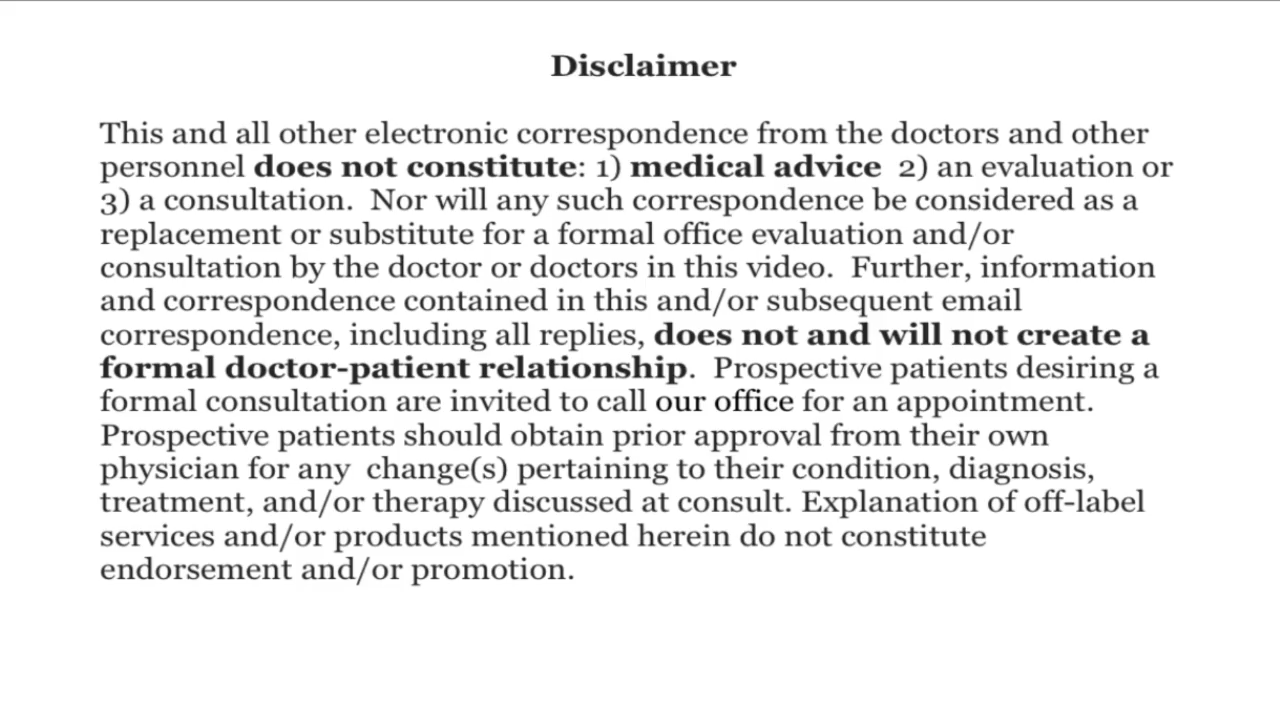 Disclaimer
This and all other electronic correspondence from the doctors and other
personnel does not constitute: 1) medical advice  2) an evaluation or
3) a consultation.  Nor will any such correspondence be considered as a
replacement or substitute for a formal office evaluation and/or
consultation by the doctor or doctors in this video.  Further, information
and correspondence contained in this and/or subsequent email
correspondence, including all replies, does not and will not create a
formal doctor-patient relationship.  Prospective patients desiring a
formal consultation are invited to call our office for an appointment.
Prospective patients should obtain prior approval from their own
physician for any  change(s) pertaining to their condition, diagnosis,
treatment, and/or therapy discussed at consult. Explanation of off-label
services and/or products mentioned herein do not constitute
endorsement and/or promotion.